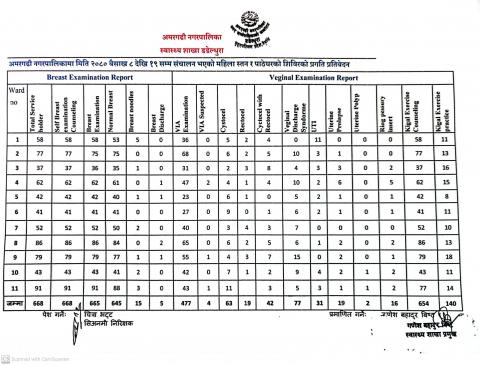 अमरगढी नगरपालिका
स्वास्थ्य शाखा डडेल्धुरा
अमरगढी नगरपालिकामा मिति २०८० बैसाख ८ देखि १९ सम्म संचालन भएको महिला स्तन र पाठेघरको शिविरको प्रगति प्रतिवेदन
Breast Examination Report Veginal Examination Report
Ward no Total Service holder Self Breast examination Counseling Breast Examination Normal Breast Breast noodles Breast Discharge VIA Examination VIA Suspected Cystocel Rectocel Cystocel with Rectocel Veginal Discharge Syndorme UTI Uterine Prolapse Uterine Polyp Ring pessory insert Kigal Exercise Counseling Kigal Exercise practice
1 58 58 58 53 5 0 36 0 5 2 4 0 11 0 0 0 58 11
2 77 77 75 75 0 0 68 0 6 2 5 10 3 1 0 0 77 13
3 37 37 35 35 1 0 31 0 2 3 8 4 3 3 0 2 37 16
4 62 62 62 61 0 1 47 2 4 1 4 10 2 6 0 5 62 15
5 42 42 42 40 1 1 23 0 6 1 0 5 2 1 0 1 42 8
6 41 41 41 41 0 0 27 0 9 0 1 6 2 1 0 1 41 11
7 52 52 52 50 2 0 40 0 3 4 3 7 0 0 0 0 52 10
8 86 86 86 84 2 0 65 0 6 2 5 6 1 2 0 2 86 13
9 79 79 79 77 1 1 55 1 4 3 7 15 0 2 0 4 79 18
10 43 43 43 41 2 0 42 0 7 1 2 9 4 2 1 2 43 11
11 91 91 91 88 3 0 43 1 11 3 5 3 1 1 2 77 14
जम्मा 668 668 665 645 15 5 477 4 63 19 42 77 31 19 2 16 654 140
पेश गर्नेः चित्र भट्ट प्रमाणित गर्नेः गणेश बहादुर बिष्ट
सिअनमी निरिक्षक गणेश बहादुर बिष्ट
स्वास्थ्य शाखा प्रमुख
Scanned with CamScanner